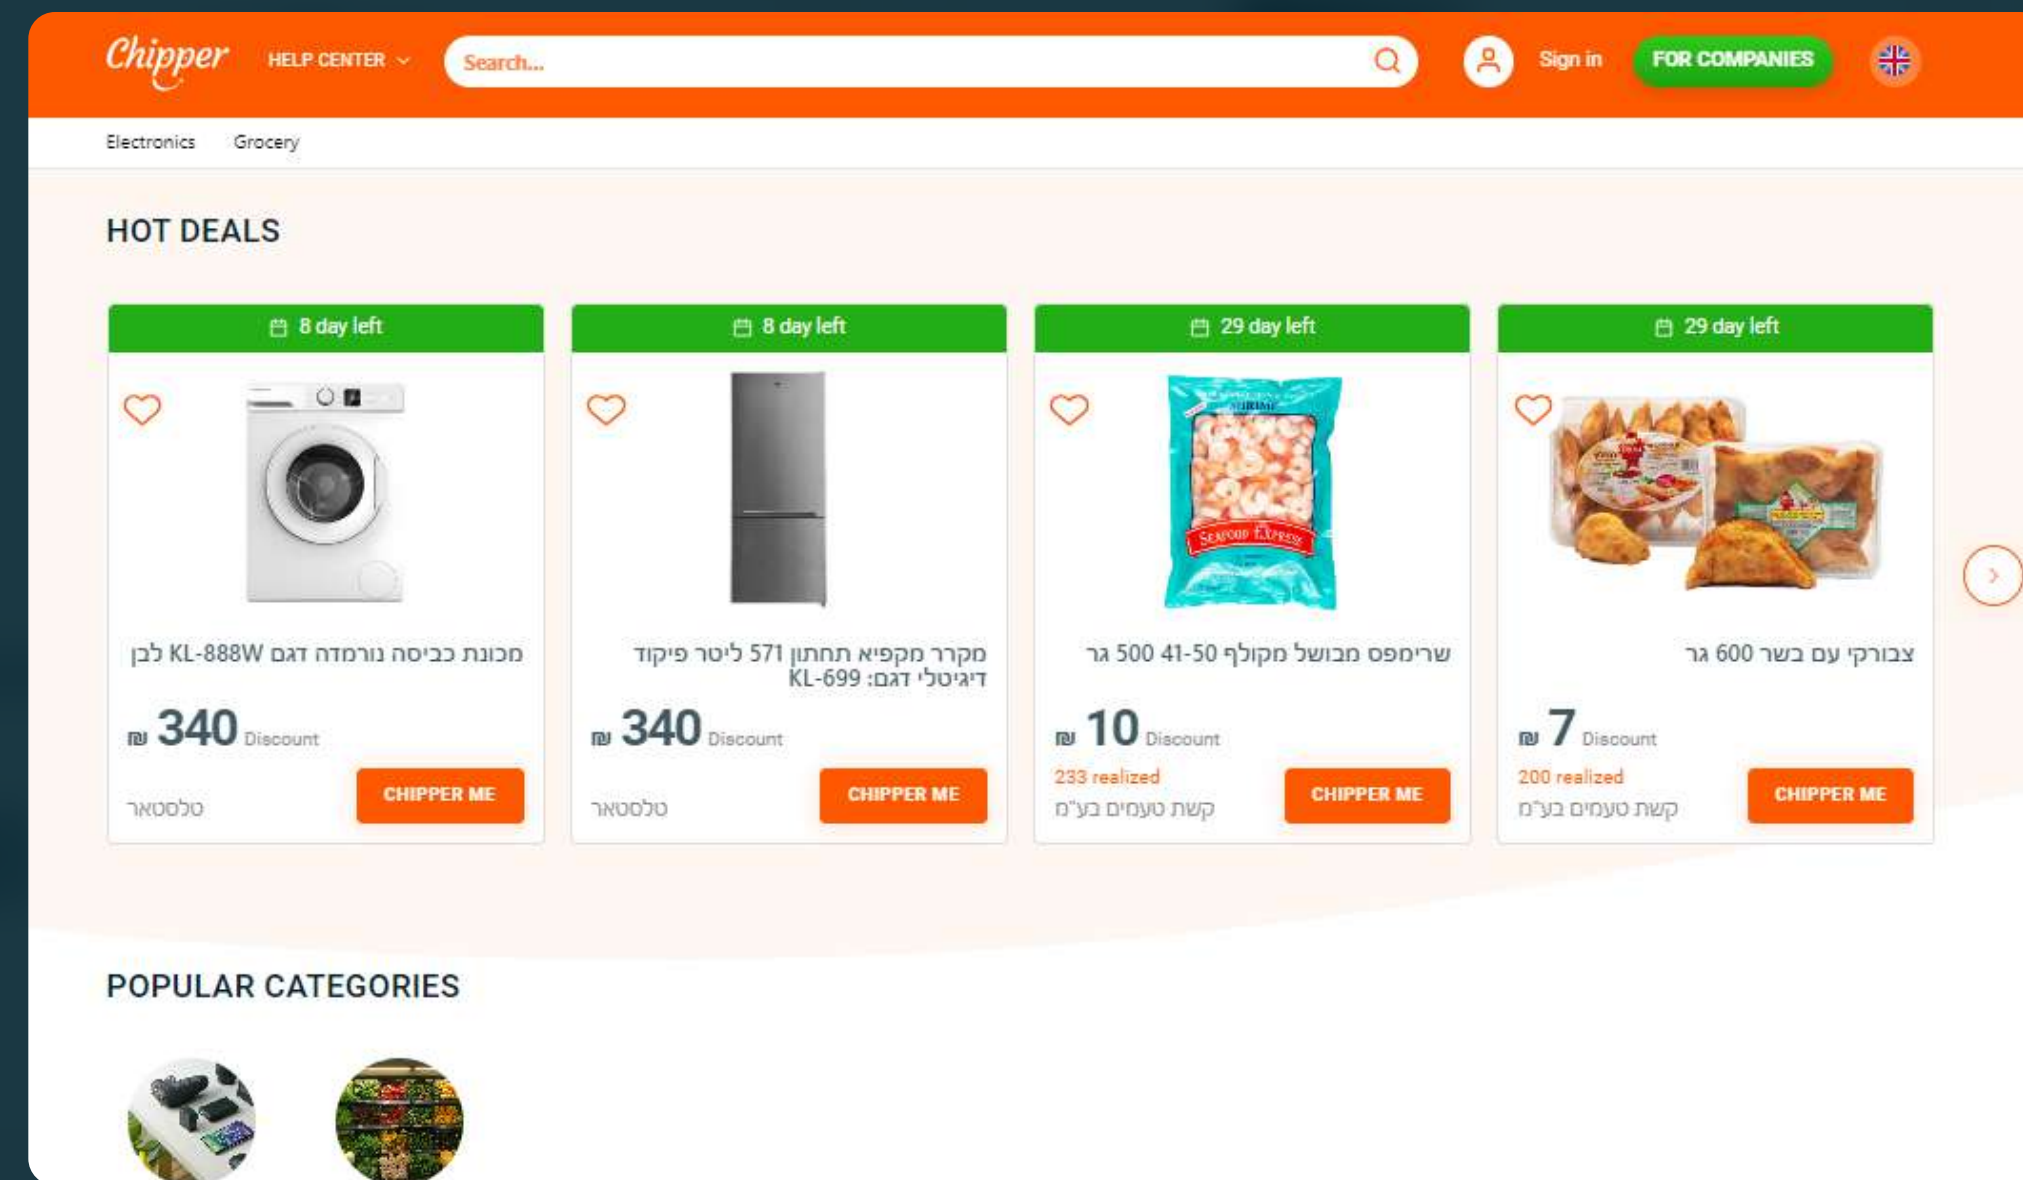 Chipper
HELP CENTER
Search...
Sign in
FOR COMPANIES
Electronics
Grocery
HOT DEALS
8 day left
מכונת כביסה נורמדה דגם KL-888W לבן
₪ 340 Discount
טלסטאר
CHIPPER ME
8 day left
מקרר מקפיא תחתון 571 ליטר פיקוד
דיגיטלי דגם: KL-699
₪ 340 Discount
טלסטאר
CHIPPER ME
29 day left
SHRIMP
SEAFOOD EXPRESS
שרימפס מבושל מקולף 41-50 500 גר
₪ 10 Discount
233 realized
קשת טעמים בע"מ
CHIPPER ME
29 day left
צבורקי עם בשר 600 גר
₪ 7 Discount
200 realized
קשת טעמים בע"מ
CHIPPER ME
POPULAR CATEGORIES